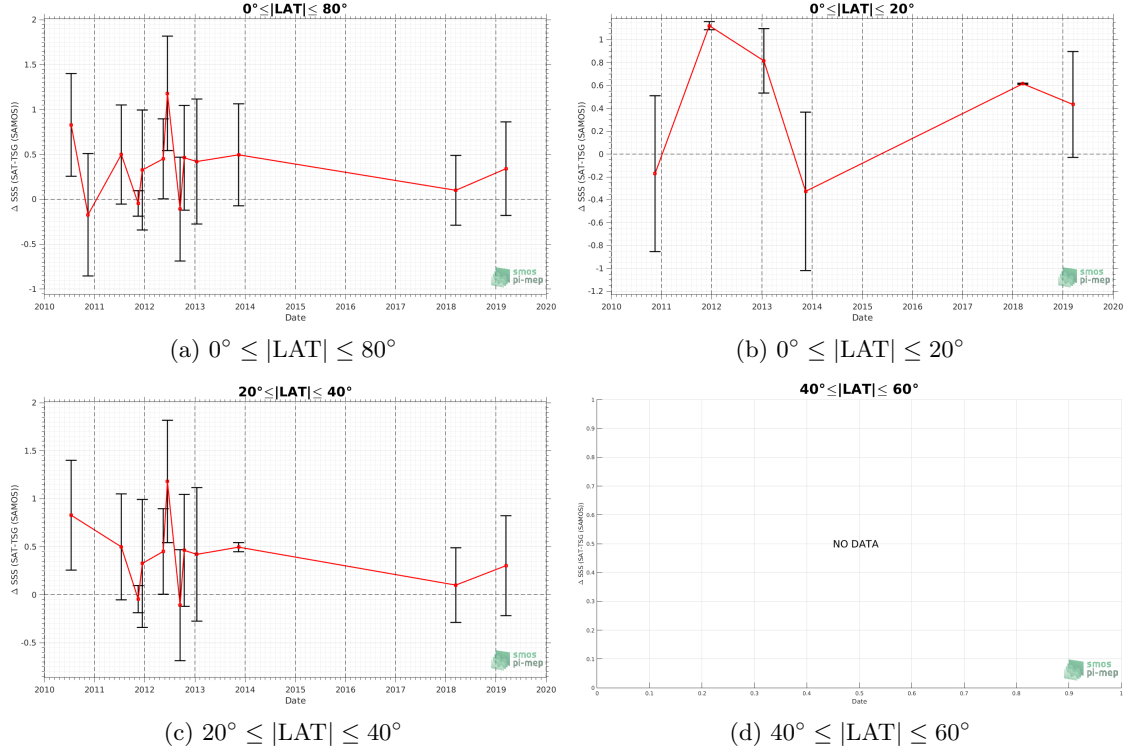 0°≤|LAT|≤ 80°
Δ SSS (SAT-TSG (SAMOS))
2
1.5
1
0.5
0
-0.5
-1
2010 2011 2012 2013 2014 2015 2016 2017 2018 2019 2020
Date
smos
pi-mep
(a) 0° ≤ |LAT| ≤ 80°
0°≤|LAT|≤ 20°
Δ SSS (SAT-TSG (SAMOS))
1
0.8
0.6
0.4
0.2
0
-0.2
-0.4
-0.6
-0.8
-1
-1.2
2010 2011 2012 2013 2014 2015 2016 2017 2018 2019 2020
Date
smos
pi-mep
(b) 0° ≤ |LAT| ≤ 20°
20°≤|LAT|≤ 40°
Δ SSS (SAT-TSG (SAMOS))
2
1.5
1
0.5
0
-0.5
2010 2011 2012 2013 2014 2015 2016 2017 2018 2019 2020
Date
smos
pi-mep
(c) 20° ≤ |LAT| ≤ 40°
40°≤|LAT|≤ 60°
Δ SSS (SAT-TSG (SAMOS))
1
0.9
0.8
0.7
0.6
0.5
0.4
0.3
0.2
0.1
0
NO DATA
0 0.1 0.2 0.3 0.4 0.5 0.6 0.7 0.8 0.9 1
Date
smos
pi-mep
(d) 40° ≤ |LAT| ≤ 60°